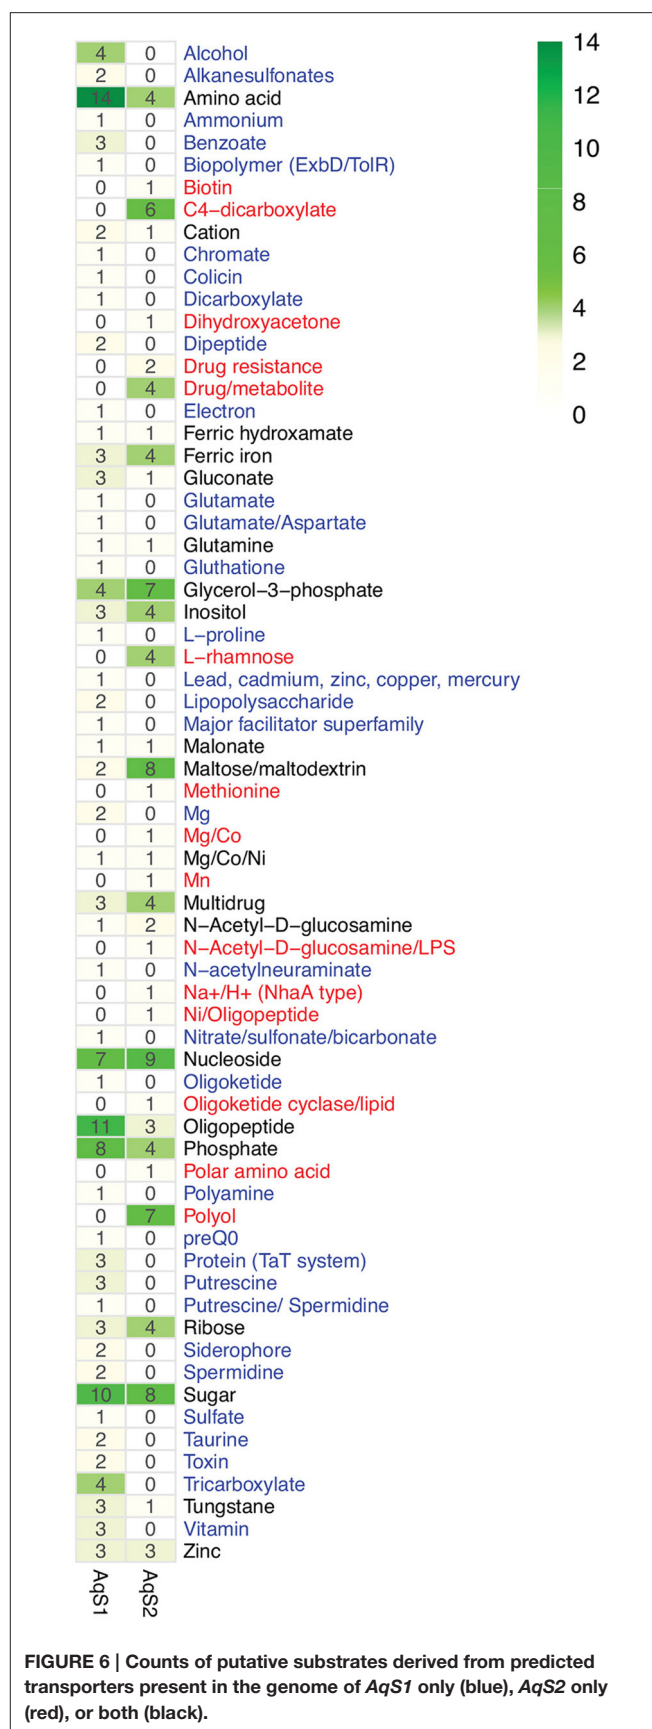 4 0 Alcohol 14
2 0 Alkanesulfonates
14 4 Amino acid 12
1 0 Ammonium
3 0 Benzoate 10
1 0 Biopolymer (ExbD/TolR)
0 1 Biotin
0 6 C4−dicarboxylate 8
2 1 Cation
1 0 Chromate 6
1 0 Colicin
1 0 Dicarboxylate 4
0 1 Dihydroxyacetone
2 0 Dipeptide 2
0 2 Drug resistance
0 4 Drug/metabolite
1 0 Electron 0
1 1 Ferric hydroxamate
3 4 Ferric iron
3 1 Gluconate
1 0 Glutamate
1 0 Glutamate/Aspartate
1 1 Glutamine
1 0 Gluthatione
4 7 Glycerol−3−phosphate
3 4 Inositol
1 0 L−proline
0 4 L−rhamnose
1 0 Lead, cadmium, zinc, copper, mercury
2 0 Lipopolysaccharide
1 0 Major facilitator superfamily
1 1 Malonate
2 8 Maltose/maltodextrin
0 1 Methionine
2 0 Mg
0 1 Mg/Co
1 1 Mg/Co/Ni
0 1 Mn
3 4 Multidrug
1 2 N−Acetyl−D−glucosamine
0 1 N−Acetyl−D−glucosamine/LPS
1 0 N−acetylneuraminate
0 1 Na+/H+ (NhaA type)
0 1 Ni/Oligopeptide
1 0 Nitrate/sulfonate/bicarbonate
7 9 Nucleoside
1 0 Oligoketide
0 1 Oligoketide cyclase/lipid
11 3 Oligopeptide
8 4 Phosphate
0 1 Polar amino acid
1 0 Polyamine
0 7 Polyol
1 0 preQ0
3 0 Protein (TaT system)
3 0 Putrescine
1 0 Putrescine/ Spermidine
3 4 Ribose
2 0 Siderophore
2 0 Spermidine
10 8 Sugar
1 0 Sulfate
2 0 Taurine
2 0 Toxin
4 0 Tricarboxylate
3 1 Tungstane
3 0 Vitamin
3 3 Zinc
AqS1 AqS2
FIGURE 6 | Counts of putative substrates derived from predicted
transporters present in the genome of AqS1 only (blue), AqS2 only
(red), or both (black).